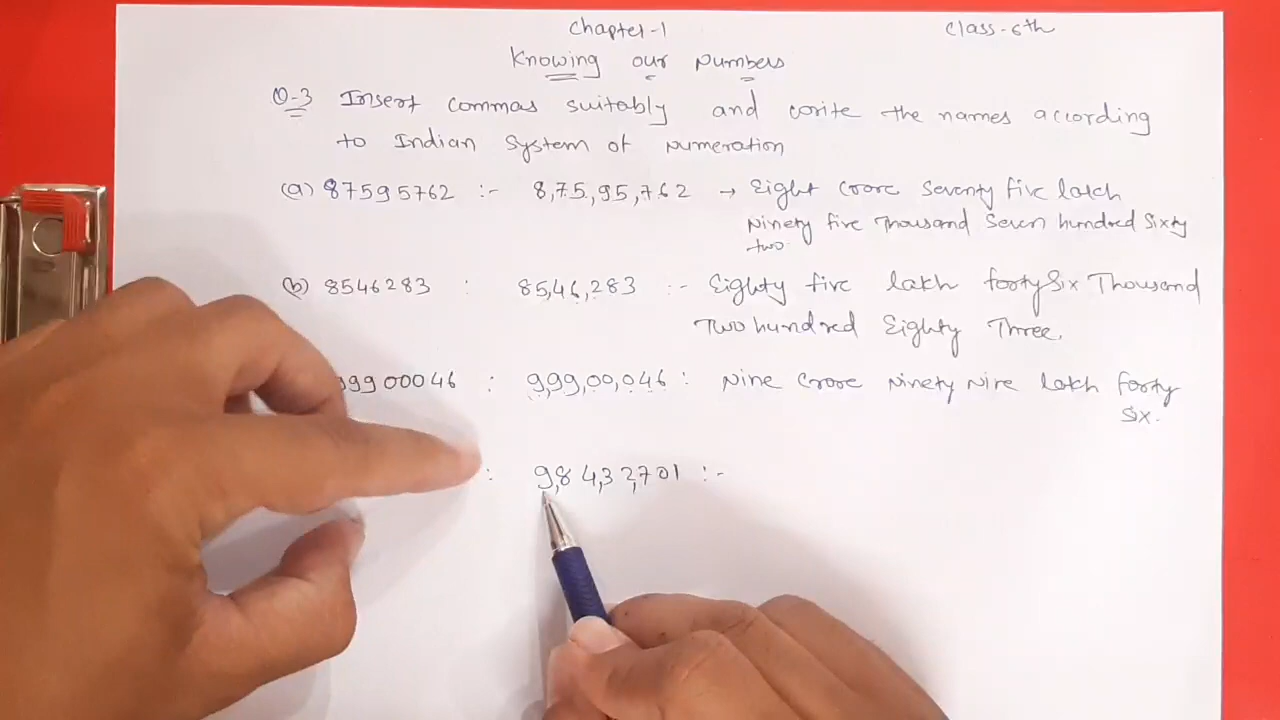 Chapter-1 Class-6th
Knowing our Numbers
Q-3 Insert commas suitably and write the names according
to Indian System of Numeration
(a) 87595762 :- 8,75,95,762 → Eight Crore Seventy five lakh
Ninety five Thousand Seven hundred Sixty
two
(b) 8546283 : 85,46,283 :- Eighty five lakh forty Six Thousand
Two hundred Eighty Three.
99900046 : 9,99,00,046 : Nine Crore Ninety Nine lakh forty
Six.
: 9,84,32,701 :-